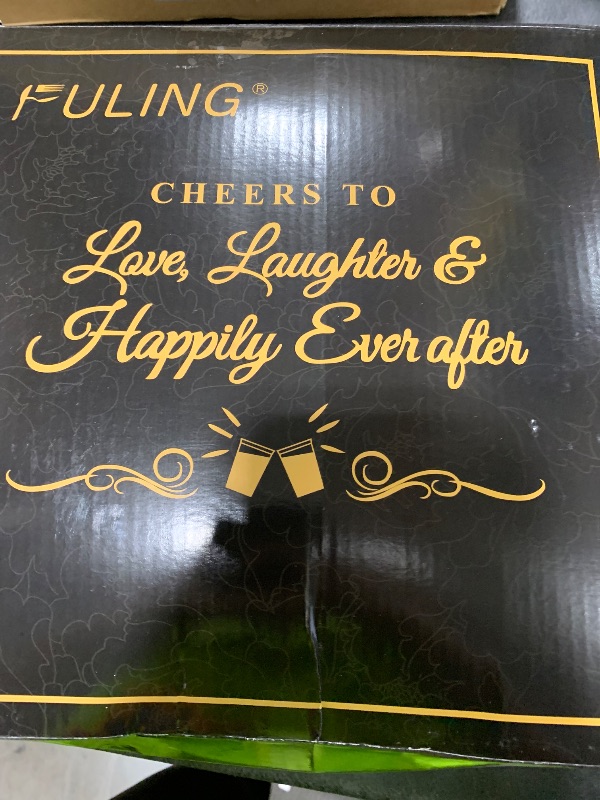 FULING®
CHEERS TO
Love, Laughter &
Happily Ever after